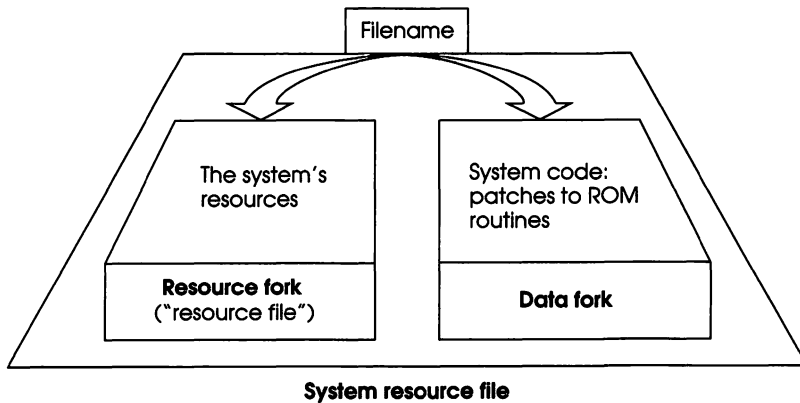 Filename
The system's
resources
System code:
patches to ROM
routines
Resource fork
("resource file")
Data fork
System resource file